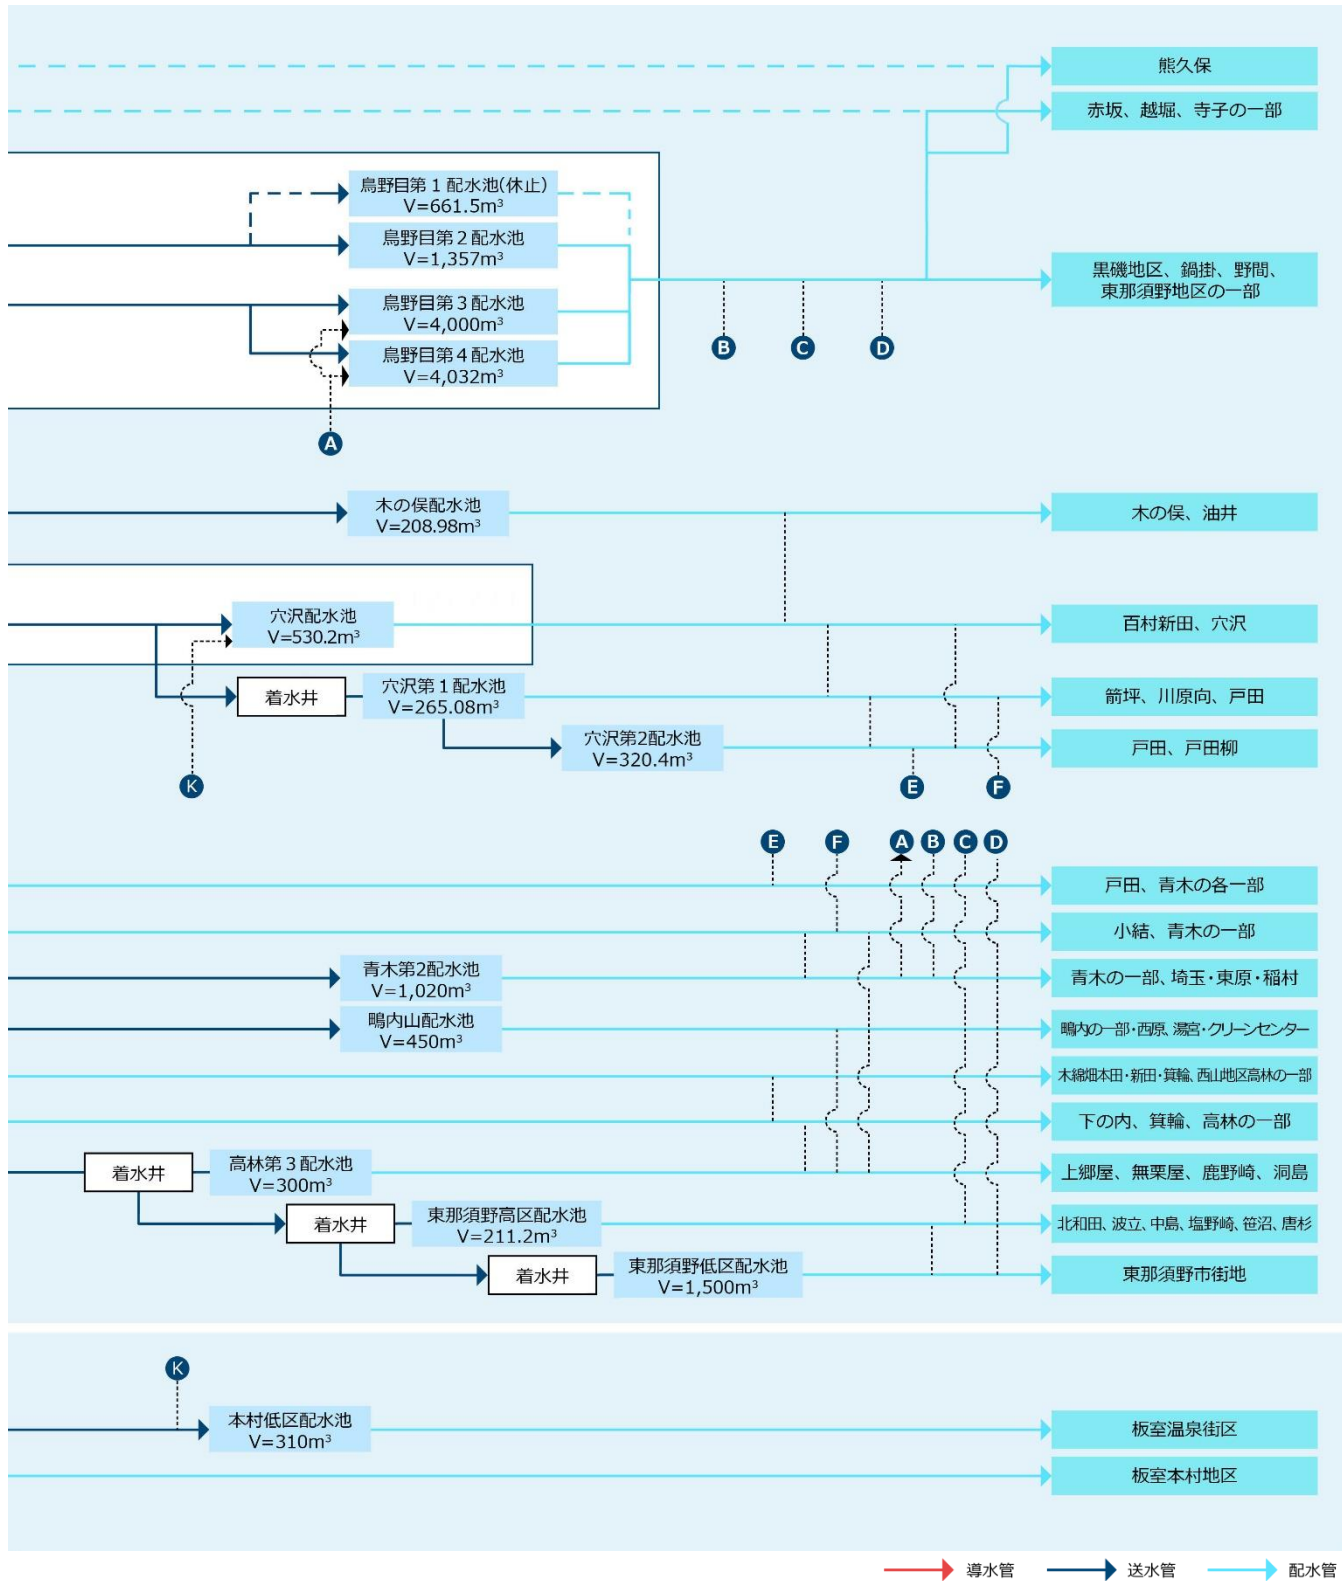 熊久保
赤坂、越堀、寺子の一部
鳥野目第1配水池(休止)
V=661.5m³
鳥野目第2配水池
V=1,357m³
黒磯地区、鍋掛、野間、
東那須野地区の一部
鳥野目第3配水池
V=4,000m³
鳥野目第4配水池
V=4,032m³
B
C
D
A
木の俣配水池
V=208.98m³
木の俣、油井
穴沢配水池
V=530.2m³
百村新田、穴沢
着水井
穴沢第1配水池
V=265.08m³
箭坪、川原向、戸田
穴沢第2配水池
V=320.4m³
戸田、戸田柳
K
E
F
E
F
A
B
C
D
戸田、青木の各一部
小結、青木の一部
青木第2配水池
V=1,020m³
青木の一部、埼玉・東原・稲村
鴫内山配水池
V=450m³
鴫内の一部・西原、湯宮・クリーンセンター
木綿畑本田・新田・箕輪、西山地区高林の一部
下の内、箕輪、高林の一部
着水井
高林第3配水池
V=300m³
上郷屋、無栗屋、鹿野崎、洞島
着水井
東那須野高区配水池
V=211.2m³
北和田、波立、中島、塩野崎、笹沼、唐杉
着水井
東那須野低区配水池
V=1,500m³
東那須野市街地
K
本村低区配水池
V=310m³
板室温泉街区
板室本村地区
導水管
送水管
配水管